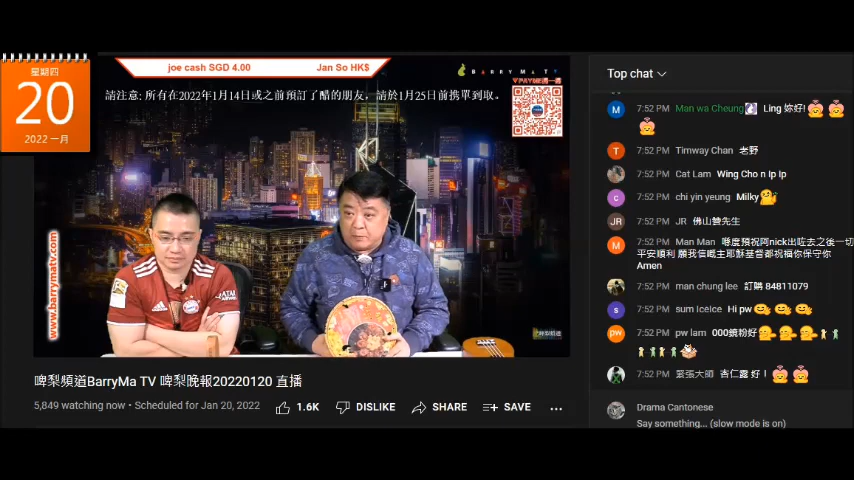 joe cash SGD 4.00 Jan So HK$
BARRY MA TV
星期四
20
2022 一月
請注意: 所有在2022年1月14日或之前預訂了醋的朋友, 請於1月25日前携單到取。
www.barrymatv.com
啤梨頻道
啤梨頻道BarryMa TV 啤梨晚報20220120 直播
5,849 watching now • Scheduled for Jan 20, 2022
1.6K DISLIKE SHARE SAVE ...
Top chat
M 7:52 PM Man wa Cheung Ling 妳好!
T 7:52 PM Timway Chan 老野
7:52 PM Cat Lam Wing Cho n Ip Ip
c 7:52 PM chi yin yeung Milky
JR 7:52 PM JR 佛山贊先生
M 7:52 PM Man Man 喺度預祝阿nick出咗去之後一切
平安順利 願我信嘅主耶穌基督都祝福你保守你
Amen
7:52 PM man chung lee 訂購 84811079
s 7:52 PM sum IceIce Hi pw
pw 7:52 PM pw lam 000鏡粉好
7:52 PM 緊張大師 杏仁露 好！
Drama Cantonese
Say something... (slow mode is on)